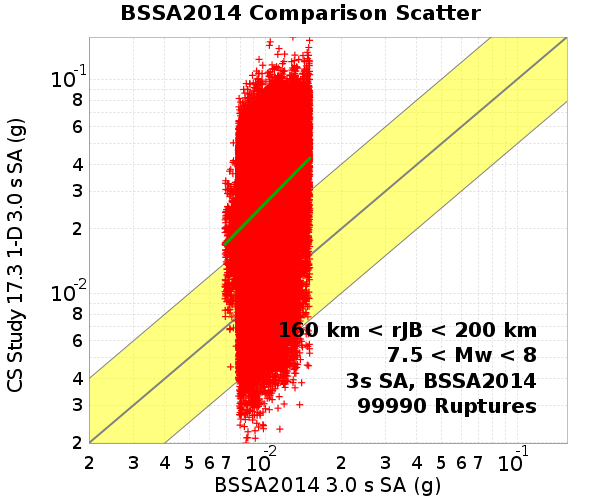 BSSA2014 Comparison Scatter
CS Study 17.3 1-D 3.0 s SA (g)
10-1
8
6
4
3
2
10-2
8
6
4
3
2
160 km < rJB < 200 km
7.5 < Mw < 8
3s SA, BSSA2014
99990 Ruptures
2 3 4 5 6 7 10-2 2 3 4 5 6 7 10-1
BSSA2014 3.0 s SA (g)